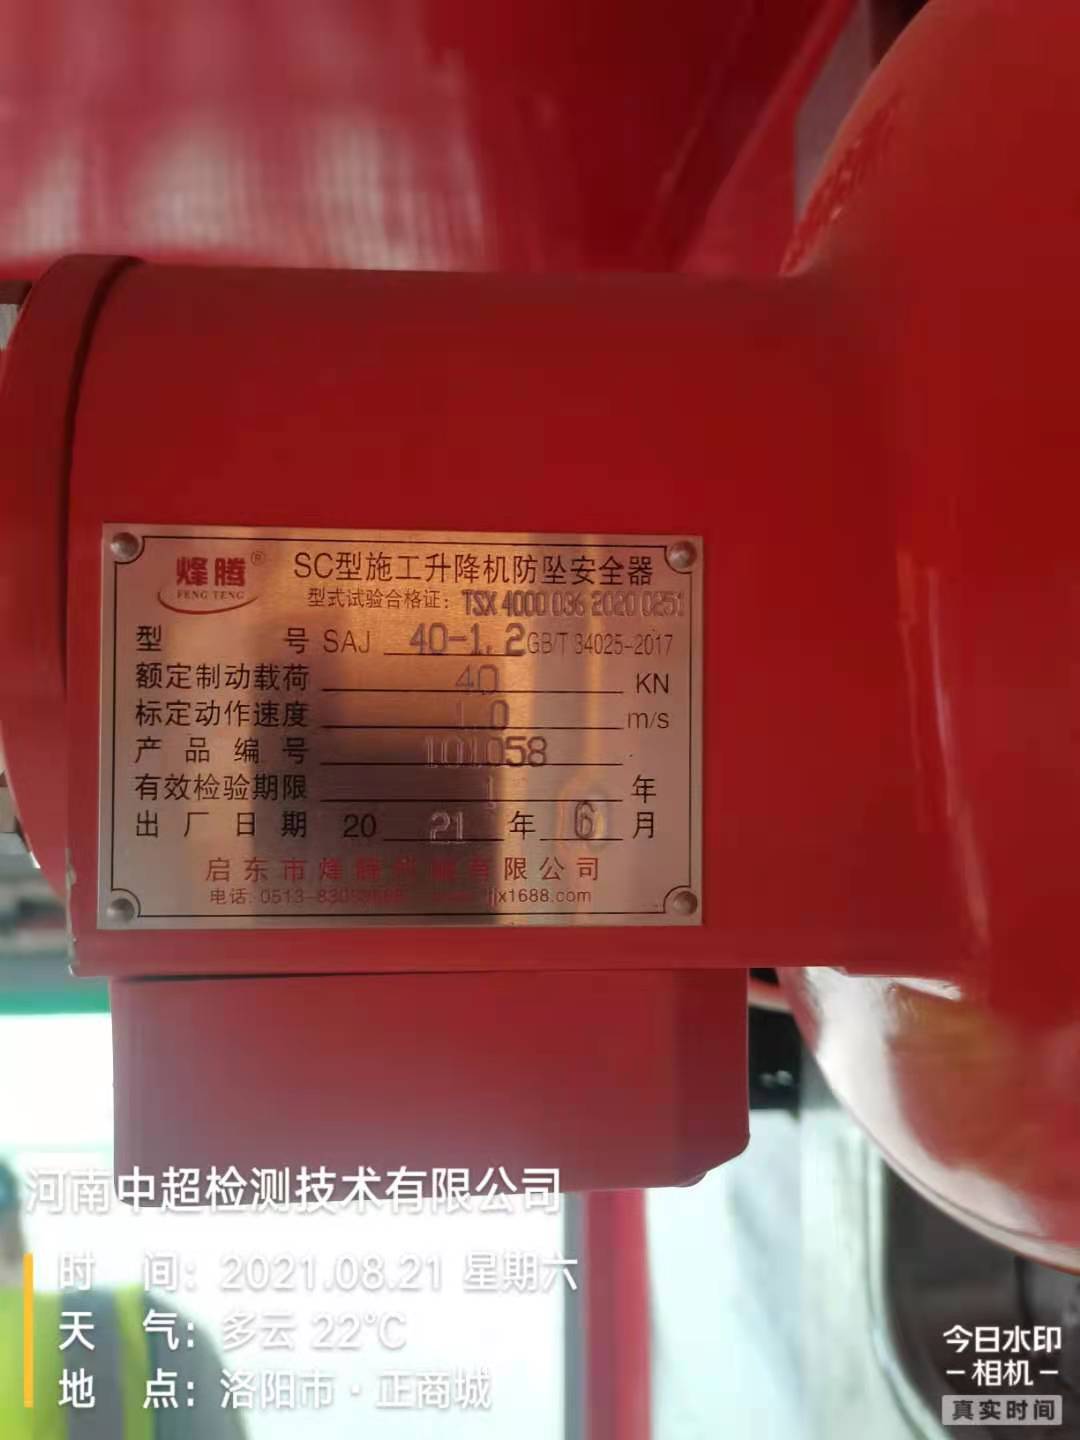 烽腾®
FENG TENG
SC型施工升降机防坠安全器
型式试验合格证: TSX 4000 036 2020 0251
型 号 SAJ 40-1.2 GB/T 34025-2017
额定制动载荷 40 KN
标定动作速度 1.0 m/s
产品编号 101058
有效检验期限 1 年
出厂日期 2021 年 6 月
启东市烽腾机械有限公司
电话: 0513-
jx1688.com
河南中超检测技术有限公司
时 间: 2021.08.21 星期六
天 气: 多云 22℃
地 点: 洛阳市·正商城
今日水印
-相机-
真实时间